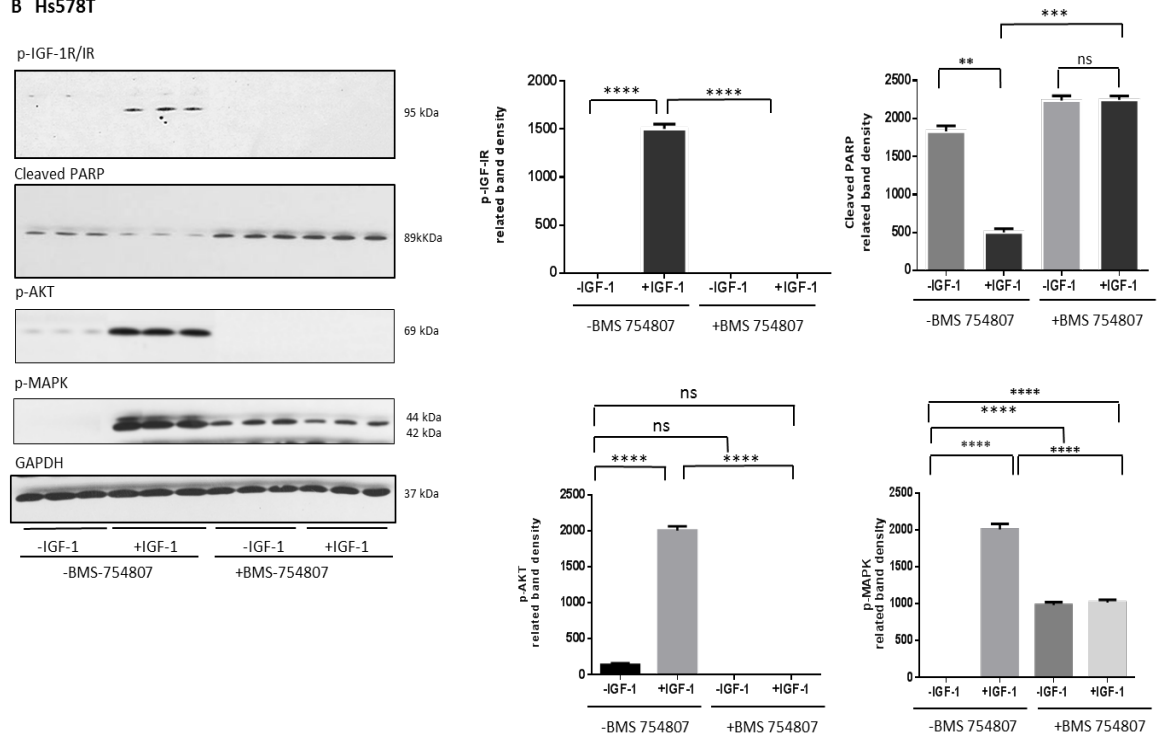 B Hs578T
p-IGF-1R/IR
95 kDa
Cleaved PARP
89kKDa
p-AKT
69 kDa
p-MAPK
44 kDa
42 kDa
GAPDH
37 kDa
-IGF-1 +IGF-1 -IGF-1 +IGF-1
-BMS-754807 +BMS-754807
**** ****
2000
1500
1000
500
0
p-IGF-IR
related band density
-IGF-1 +IGF-1 -IGF-1 +IGF-1
-BMS 754807 +BMS 754807
***
** ns
2500
2000
1500
1000
500
0
Cleaved PARP
related band density
-IGF-1 +IGF-1 -IGF-1 +IGF-1
-BMS 754807 +BMS 754807
ns
ns
**** ****
2500
2000
1500
1000
500
0
p-AKT
related band density
-IGF-1 +IGF-1 -IGF-1 +IGF-1
-BMS 754807 +BMS 754807
****
****
**** ****
2500
2000
1500
1000
500
0
p-MAPK
related band density
-IGF-1 +IGF-1 -IGF-1 +IGF-1
-BMS 754807 +BMS 754807